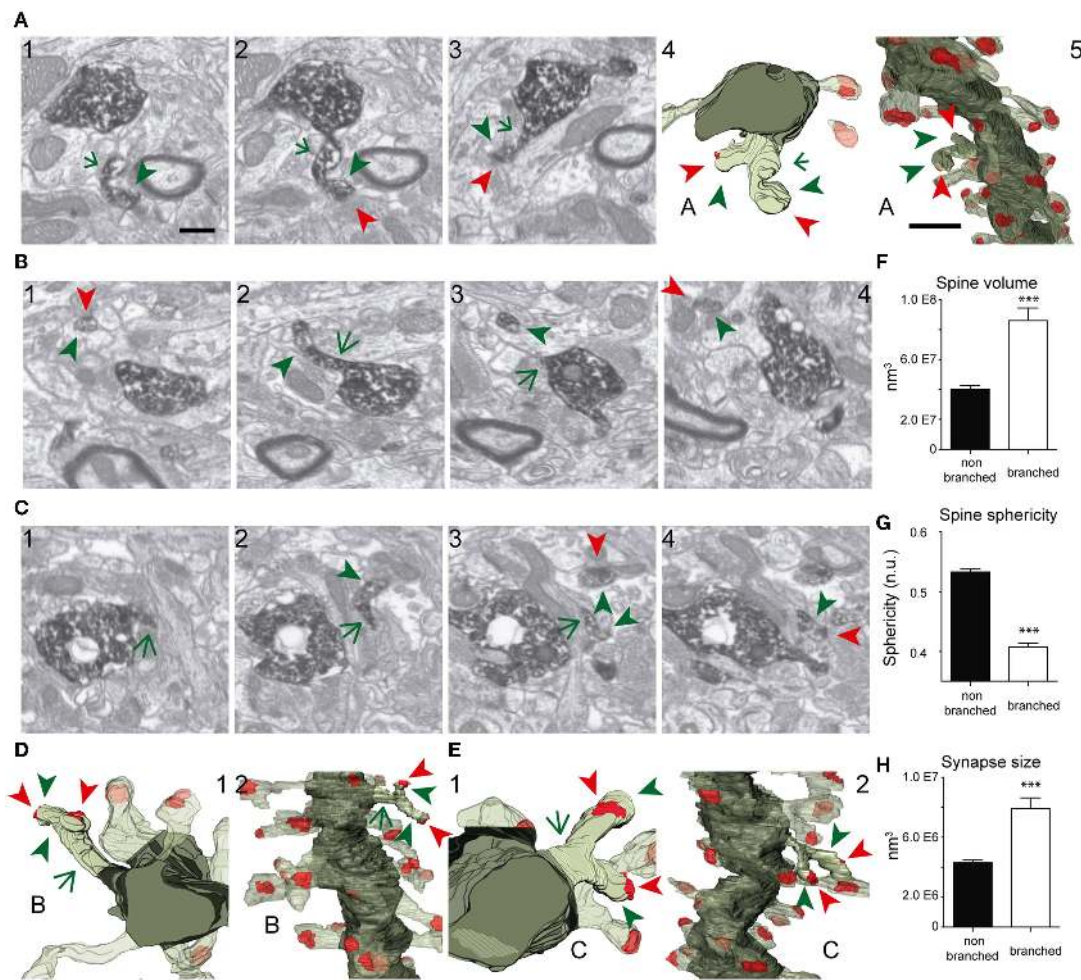 A
1
2
3
4
5
A
A
B
1
2
3
4
F
Spine volume
1.0 E8
6.0 E7
2.0 E7
0
nm³
***
non
branched
branched
C
1
2
3
4
G
Spine sphericity
0.6
0.5
0.4
Sphericity (n.u.)
***
non
branched
branched
D
1
2
B
B
E
1
2
C
C
H
Synapse size
1.0 E7
6.0 E6
2.0 E6
0
nm³
***
non
branched
branched